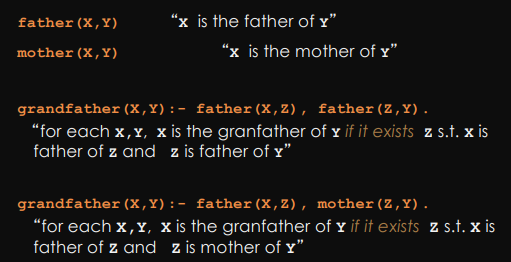 father(X,Y) “X is the father of Y”
mother(X,Y) “X is the mother of Y”
grandfather(X,Y):- father(X,Z), father(Z,Y).
“for each X,Y, X is the granfather of Y if it exists Z s.t. X is
father of Z and Z is father of Y”
grandfather(X,Y):- father(X,Z), mother(Z,Y).
“for each X,Y, X is the granfather of Y if it exists Z s.t. X is
father of Z and Z is mother of Y”